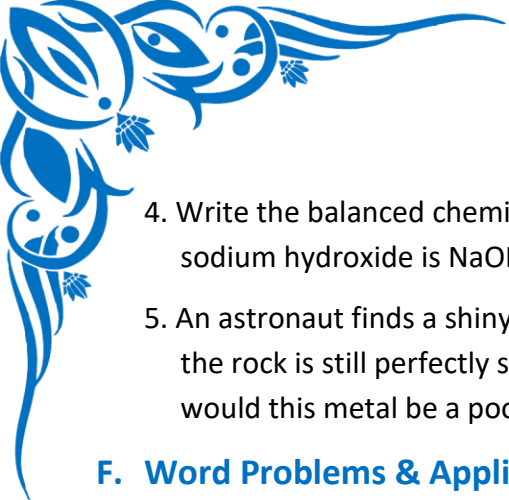 4. Write the balanced chemi
sodium hydroxide is NaO
5. An astronaut finds a shiny
the rock is still perfectly s
would this metal be a poo
F. Word Problems & Appli